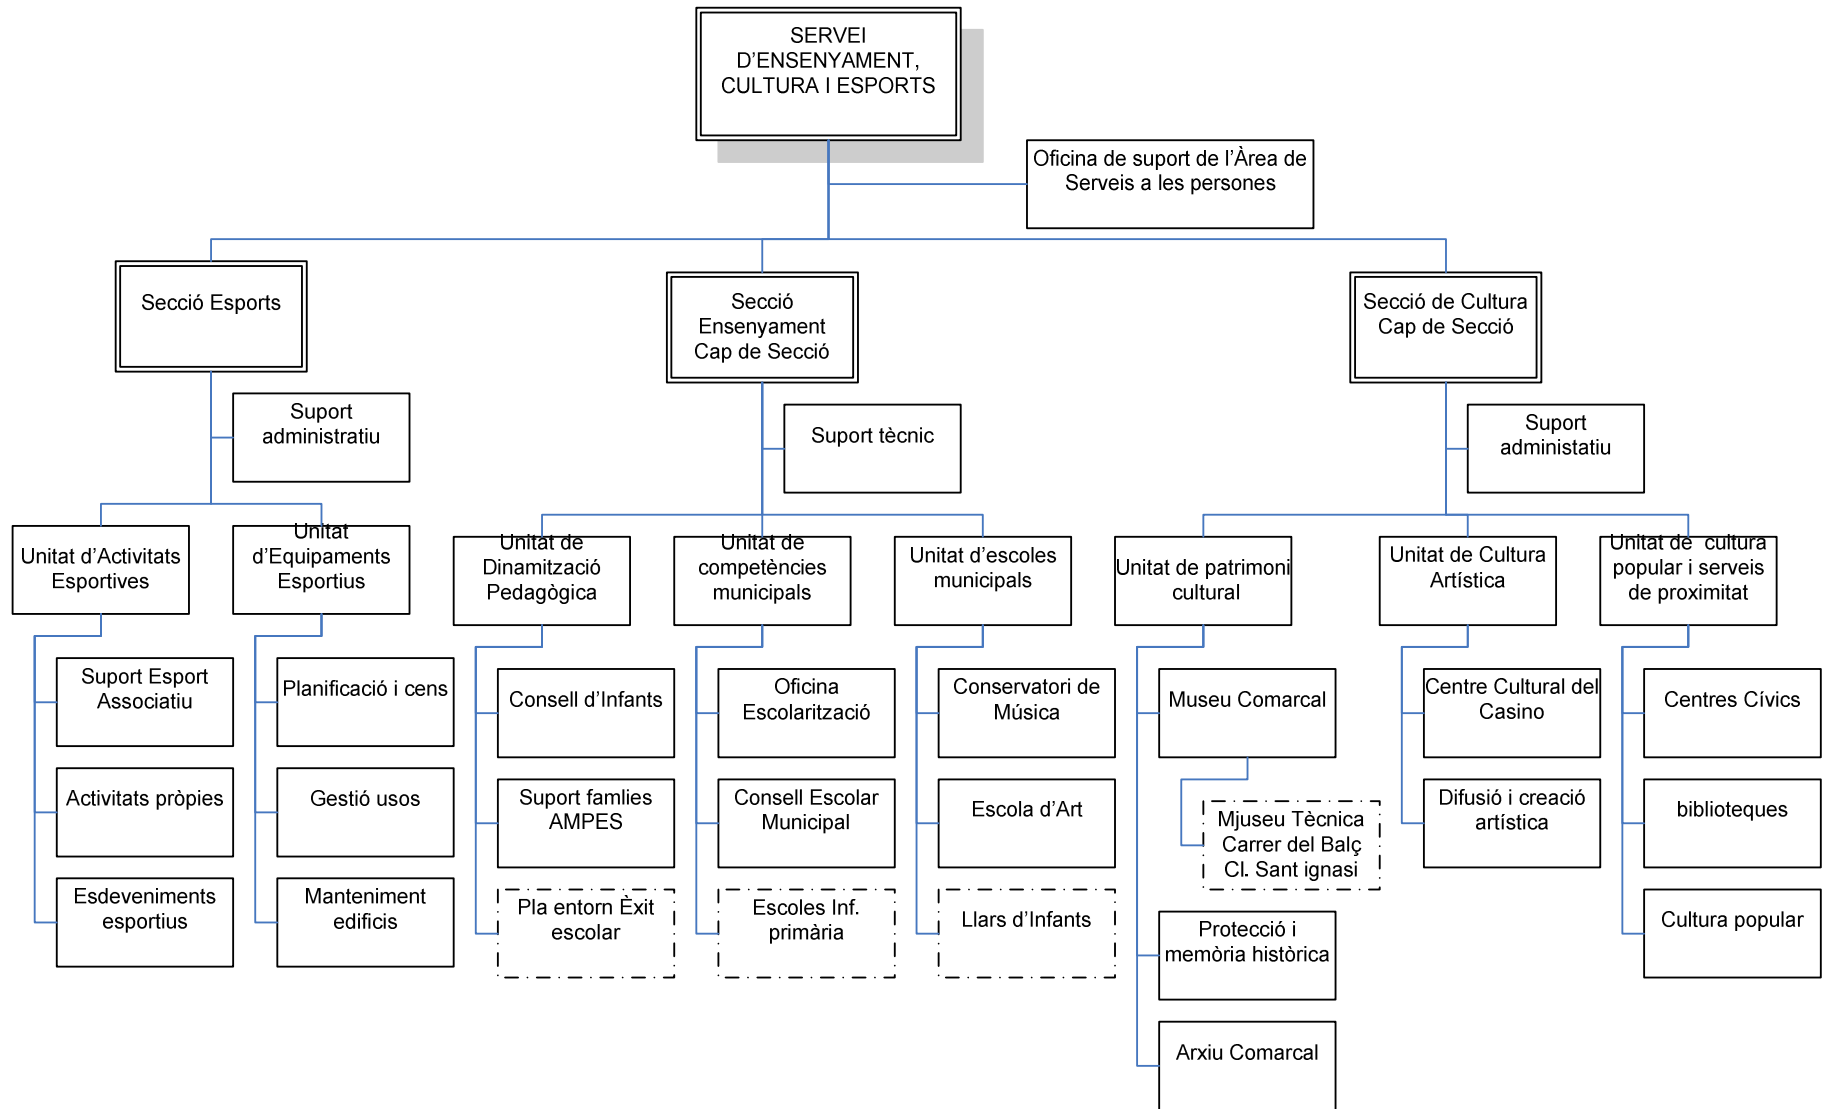 SERVEI
D’ENSENYAMENT,
CULTURA I ESPORTS
Oficina de suport de l’Àrea de
Serveis a les persones
Secció Esports
Secció
Ensenyament
Cap de Secció
Secció de Cultura
Cap de Secció
Suport
administratiu
Suport tècnic
Suport
administatiu
Unitat d’Activitats
Esportives
Unitat
d’Equipaments
Esportius
Unitat de
Dinamització
Pedagògica
Unitat de
competències
municipals
Unitat d’escoles
municipals
Unitat de patrimoni
cultural
Unitat de Cultura
Artística
Unitat de  cultura
popular i serveis
de proximitat
Suport Esport
Associatiu
Planificació i cens
Consell d’Infants
Oficina
Escolarització
Conservatori de
Música
Museu Comarcal
Centre Cultural del
Casino
Centres Cívics
Activitats pròpies
Gestió usos
Suport famlies
AMPES
Consell Escolar
Municipal
Escola d’Art
Mjuseu Tècnica
Carrer del Balç
Cl. Sant ignasi
Difusió i creació
artística
biblioteques
Esdeveniments
esportius
Manteniment
edificis
Pla entorn Èxit
escolar
Escoles Inf.
primària
Llars d’Infants
Protecció i
memòria històrica
Cultura popular
Arxiu Comarcal